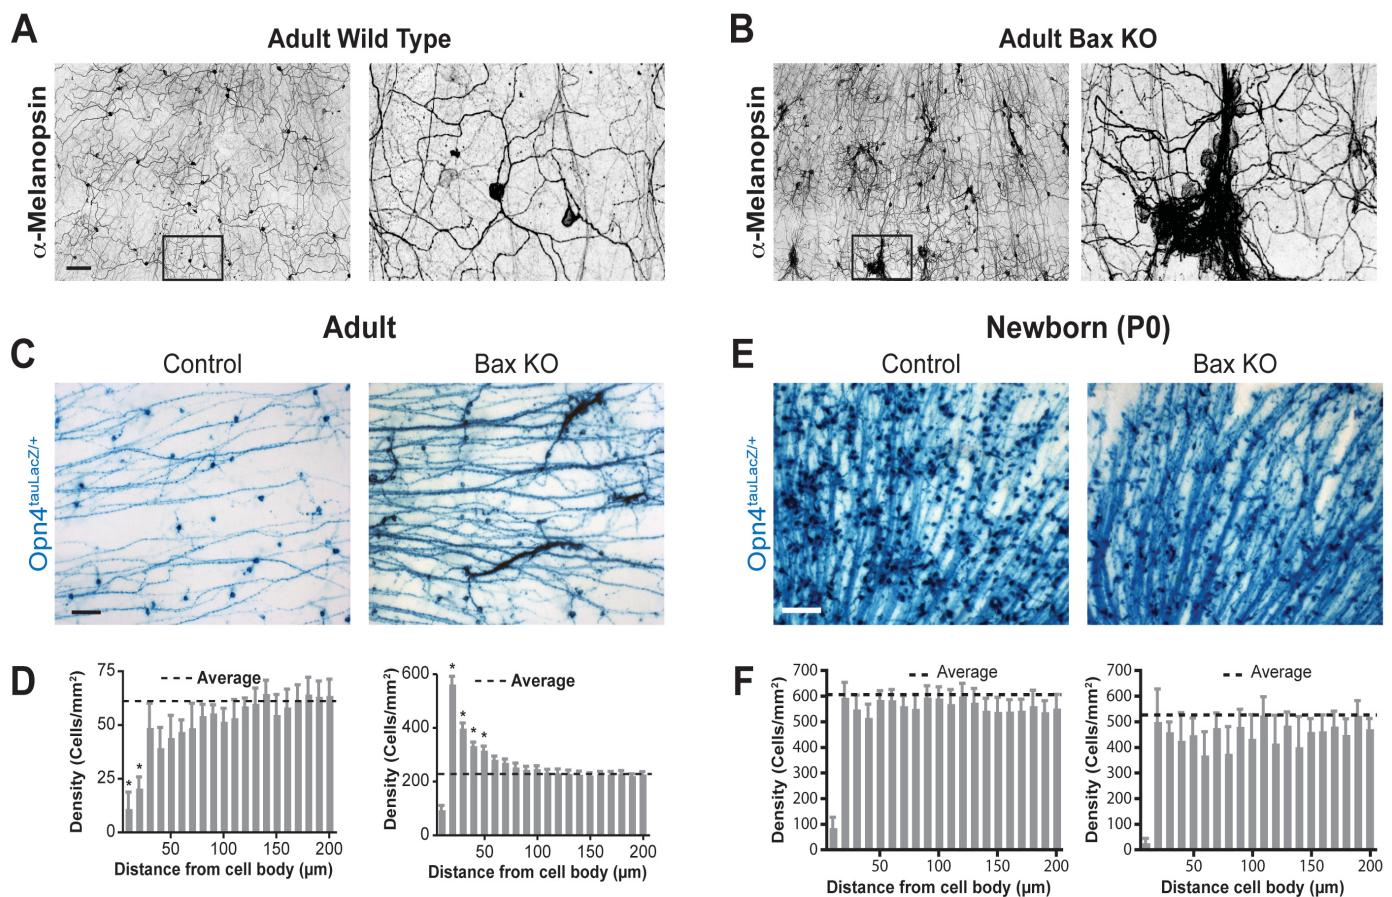 A
Adult Wild Type
α-Melanopsin
B
Adult Bax KO
α-Melanopsin
Adult
C
Control
Bax KO
Opn4tauLacZ/+
Newborn (P0)
E
Control
Bax KO
Opn4tauLacZ/+
D
Density (Cells/mm²)
75
50
25
0
Average
* *
50 100 150 200
Distance from cell body (µm)
Density (Cells/mm²)
600
400
200
0
Average
* * * *
50 100 150 200
Distance from cell body (µm)
F
Density (Cells/mm²)
700
600
500
400
300
200
100
0
Average
50 100 150 200
Distance from cell body (µm)
Density (Cells/mm²)
700
600
500
400
300
200
100
0
Average
50 100 150 200
Distance cell body (µm)